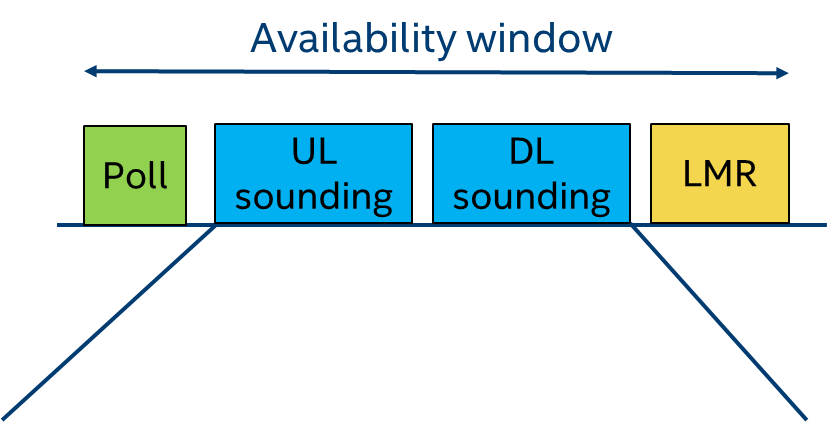 Availability window
Poll
UL
sounding
DL
sounding
LMR